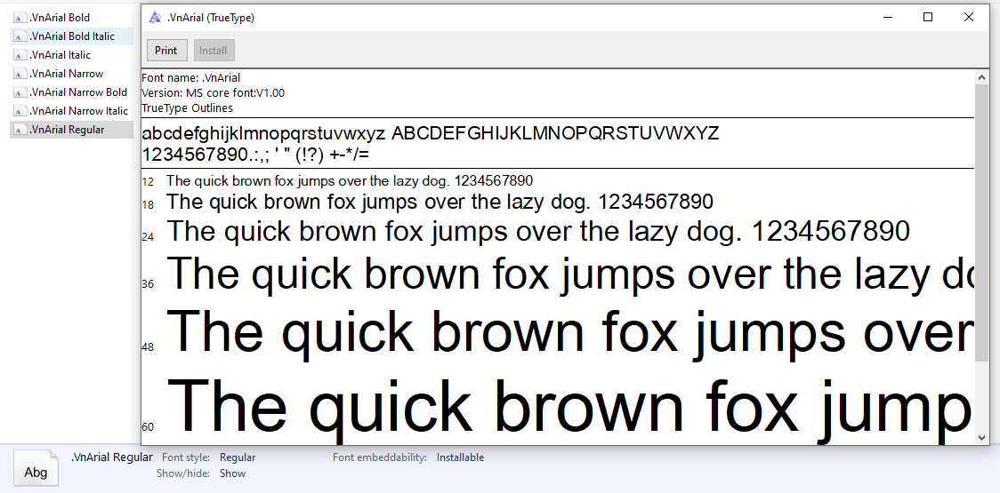 .VnArial Bold
.VnArial Bold Italic
.VnArial Italic
.VnArial Narrow
.VnArial Narrow Bold
.VnArial Narrow Italic
.VnArial Regular
.VnArial (TrueType)
Print Install
Font name: .VnArial
Version: MS core font:V1.00
TrueType Outlines
abcdefghijklmnopqrstuvwxyz ABCDEFGHIJKLMNOPQRSTUVWXYZ
1234567890.:,; ' " (!?) +-*/=
12 The quick brown fox jumps over the lazy dog. 1234567890
18 The quick brown fox jumps over the lazy dog. 1234567890
24 The quick brown fox jumps over the lazy dog. 1234567890
36 The quick brown fox jumps over the lazy do
48 The quick brown fox jumps over
60 The quick brown fox jump
Abg
.VnArial Regular Font style: Regular Font embeddability: Installable
Show/hide: Show